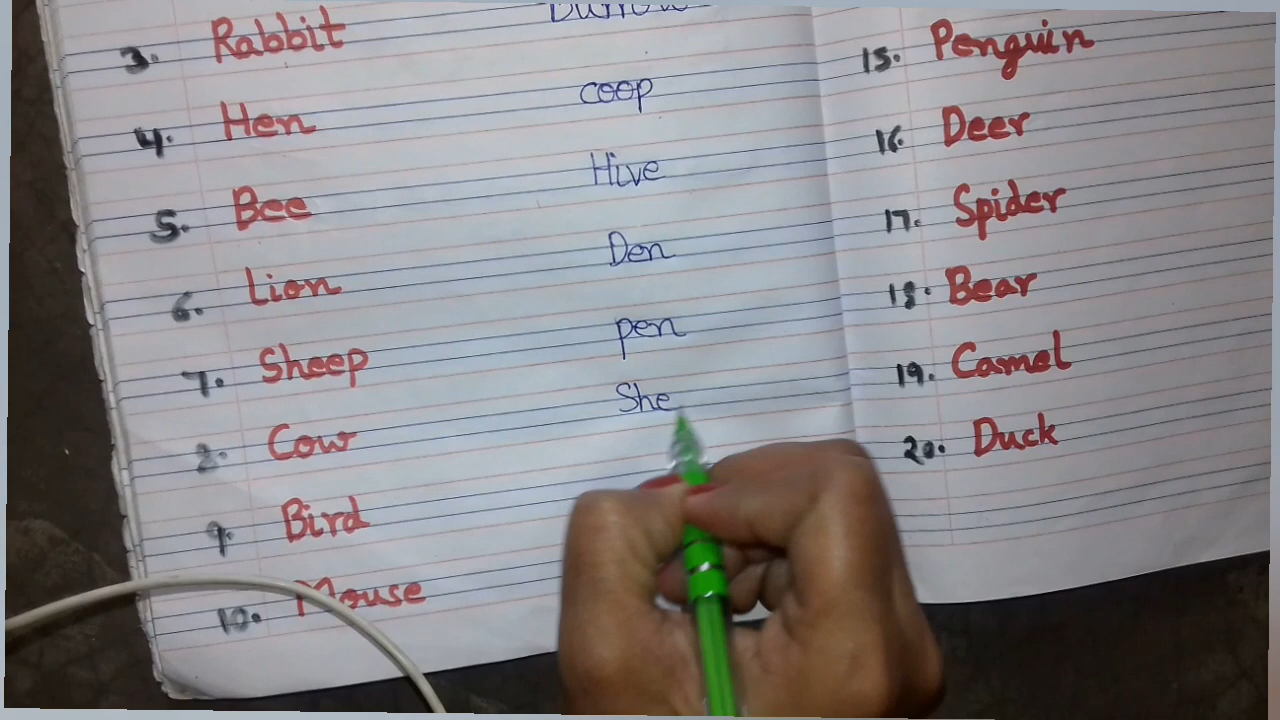 3. Rabbit Burrow
4. Hen coop
5. Bee Hive
6. Lion Den
7. Sheep pen
8. Cow She
9. Bird
10. Mouse
15. Penguin
16. Deer
17. Spider
18. Bear
19. Camel
20. Duck